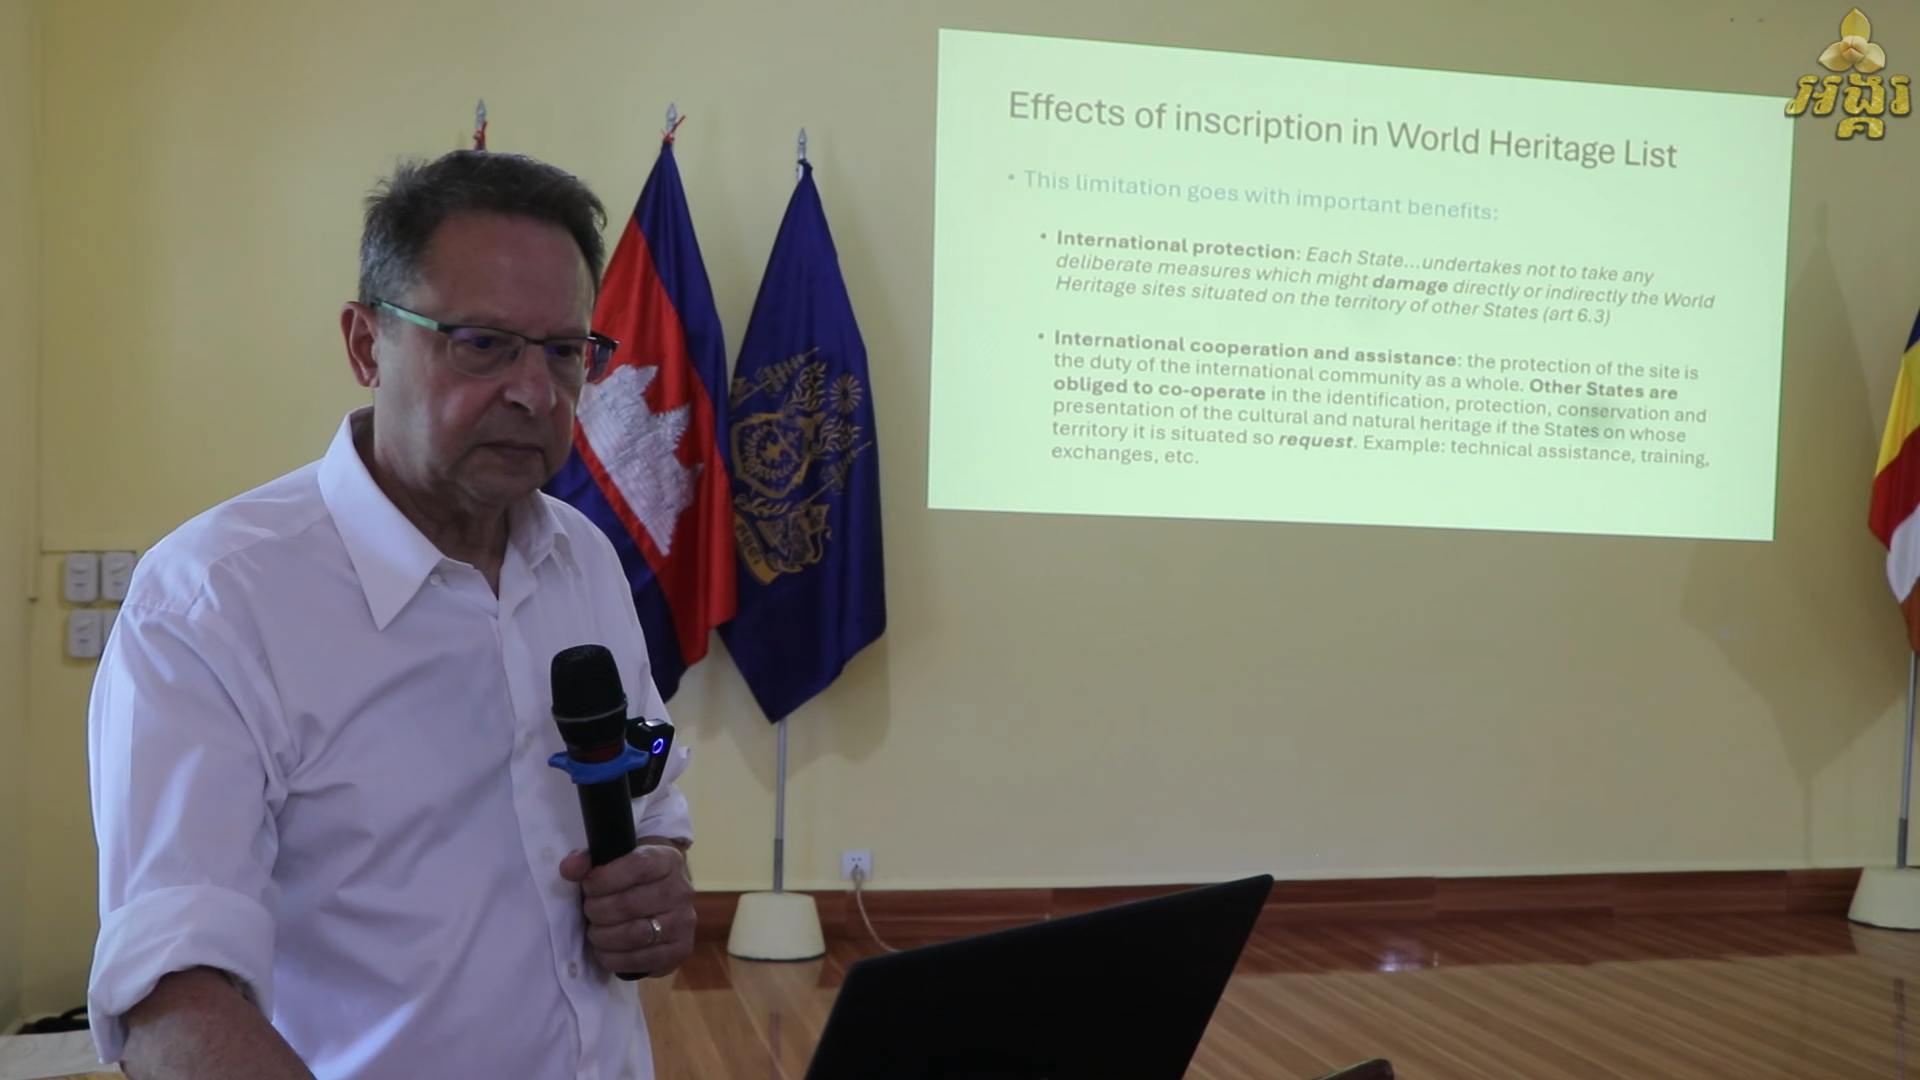 អង្គរ
Effects of inscription in World Heritage List
• This limitation goes with important benefits:
• International protection: Each State...undertakes not to take any
deliberate measures which might damage directly or indirectly the World
Heritage sites situated on the territory of other States (art 6.3)
• International cooperation and assistance: the protection of the site is
the duty of the international community as a whole. Other States are
obliged to co-operate in the identification, protection, conservation and
presentation of the cultural and natural heritage if the States on whose
territory it is situated so request. Example: technical assistance, training,
exchanges, etc.